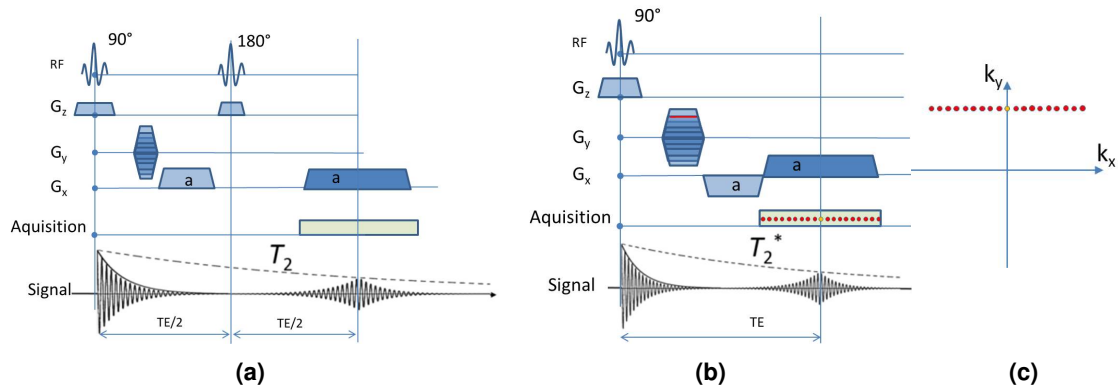 90°
180°
RF
Gz
Gy
a
a
Gx
Aquisition
T2
Signal
TE/2
TE/2
(a)
90°
RF
Gz
Gy
a
a
Gx
Aquisition
T2*
Signal
TE
(b)
ky
kx
(c)